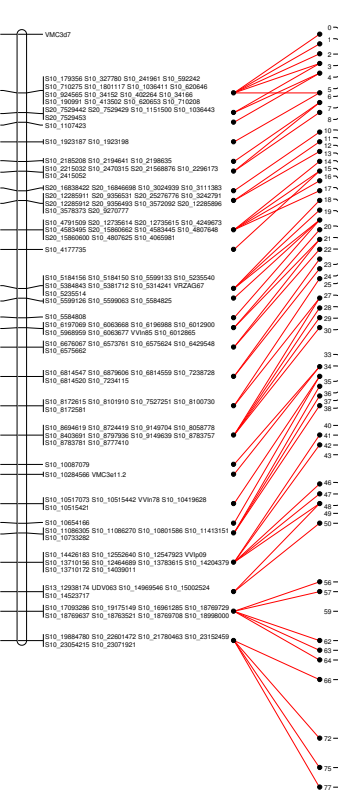 VMC3d7
S10_179356 S10_327780 S10_241961 S10_592242
S10_710275 S10_1801117 S10_1036411 S10_620646
S10_924565 S10_34152 S10_402264 S10_34166
S10_190991 S10_413502 S10_620653 S10_710208
S20_7529442 S20_7529429 S10_1151500 S10_1036443
S20_7529453
S10_1107423
S10_1923187 S10_1923198
S10_2185208 S10_2194641 S10_2198635
S10_2215032 S10_2470315 S20_21568876 S10_2296173
S10_2415052
S20_16838422 S20_16846698 S10_3024939 S10_3111383
S20_12285911 S20_9356531 S20_25276776 S10_3242791
S20_12285912 S20_9356493 S10_3572092 S20_12285896
S10_3578373 S20_9270777
S10_4791509 S20_12735614 S20_12735615 S10_4249673
S10_4583495 S20_15860662 S10_4583445 S10_4807648
S20_15860600 S10_4807625 S10_4065981
S10_4177735
S10_5184156 S10_5184150 S10_5599133 S10_5235540
S10_5384843 S10_5381712 S10_5314241 VRZAG67
S10_5235514
S10_5599126 S10_5599063 S10_5584825
S10_5584808
S10_6197069 S10_6063668 S10_6196988 S10_6012900
S10_5968959 S10_6063677 VVIn85 S10_6012865
S10_6676067 S10_6573761 S10_6575624 S10_6429548
S10_6575662
S10_6814547 S10_6879606 S10_6814559 S10_7238728
S10_6814520 S10_7234115
S10_8172615 S10_8101910 S10_7527251 S10_8100730
S10_8172581
S10_8694619 S10_8724419 S10_9149704 S10_8058778
S10_8403691 S10_8797936 S10_9149639 S10_8783757
S10_8783781 S10_8777410
S10_10087079
S10_10284566 VMC3e11.2
S10_10517073 S10_10515442 VVIn78 S10_10419628
S10_10515421
S10_10654166
S10_11086305 S10_11086270 S10_10801586 S10_11413151
S10_10733282
S10_14426183 S10_12552640 S10_12547923 VVIp09
S10_13710156 S10_12464689 S10_13783615 S10_14204379
S10_13710172 S10_14039011
S13_12938174 UDV063 S10_14969546 S10_15002524
S10_14523717
S10_17093286 S10_19175149 S10_16961285 S10_18769729
S10_18769637 S10_18763521 S10_18769708 S10_18998000
S10_19884780 S10_22601472 S10_21780463 S10_23152459
S10_23054215 S10_23071921
0
1
2
3
4
5
6
7
8
10
11
12
13
14
15
16
17
18
19
20
21
22
23
24
25
27
28
29
30
33
34
35
36
37
38
40
41
42
43
46
47
48
49
50
56
57
59
62
63
64
66
72
75
77